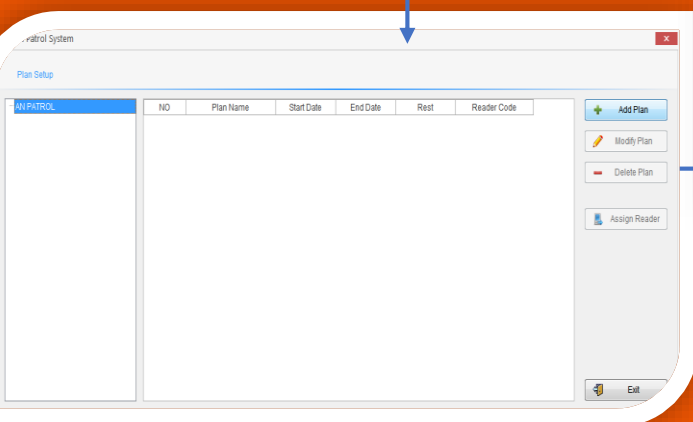 Patrol System
x
Plan Setup
AN PATROL
NO Plan Name Start Date End Date Rest Reader Code
Add Plan
Modify Plan
Delete Plan
Assign Reader
Exit